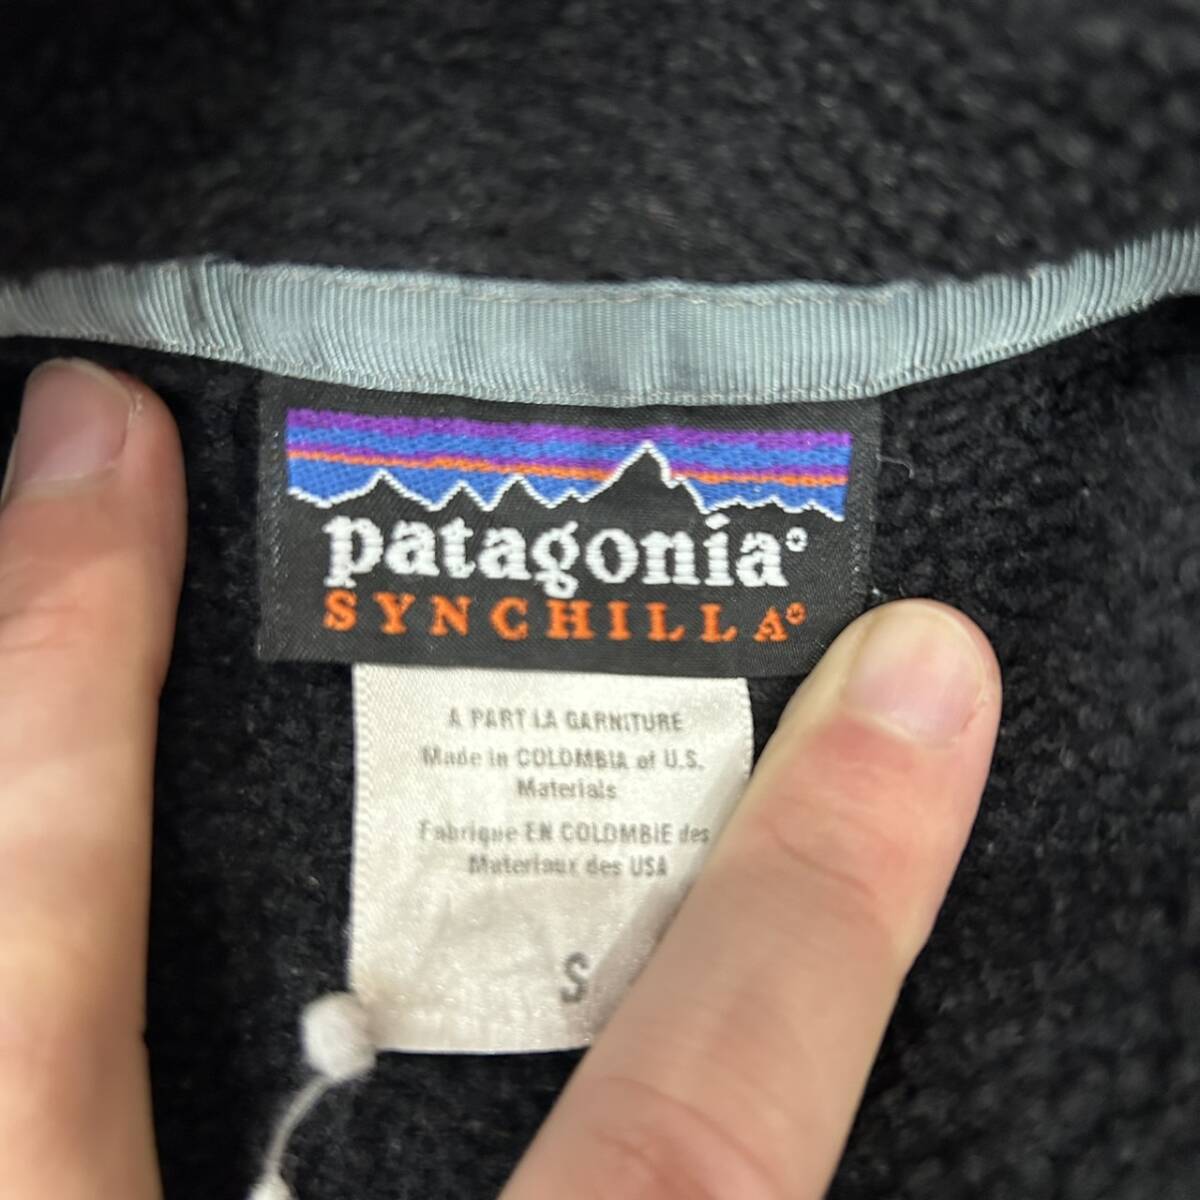 patagonia®
SYNCHILLA®
A PART LA GARNITURE
Made in COLOMBIA of U.S.
Materials
Fabrique EN COLOMBIE des
Materiaux des USA
S